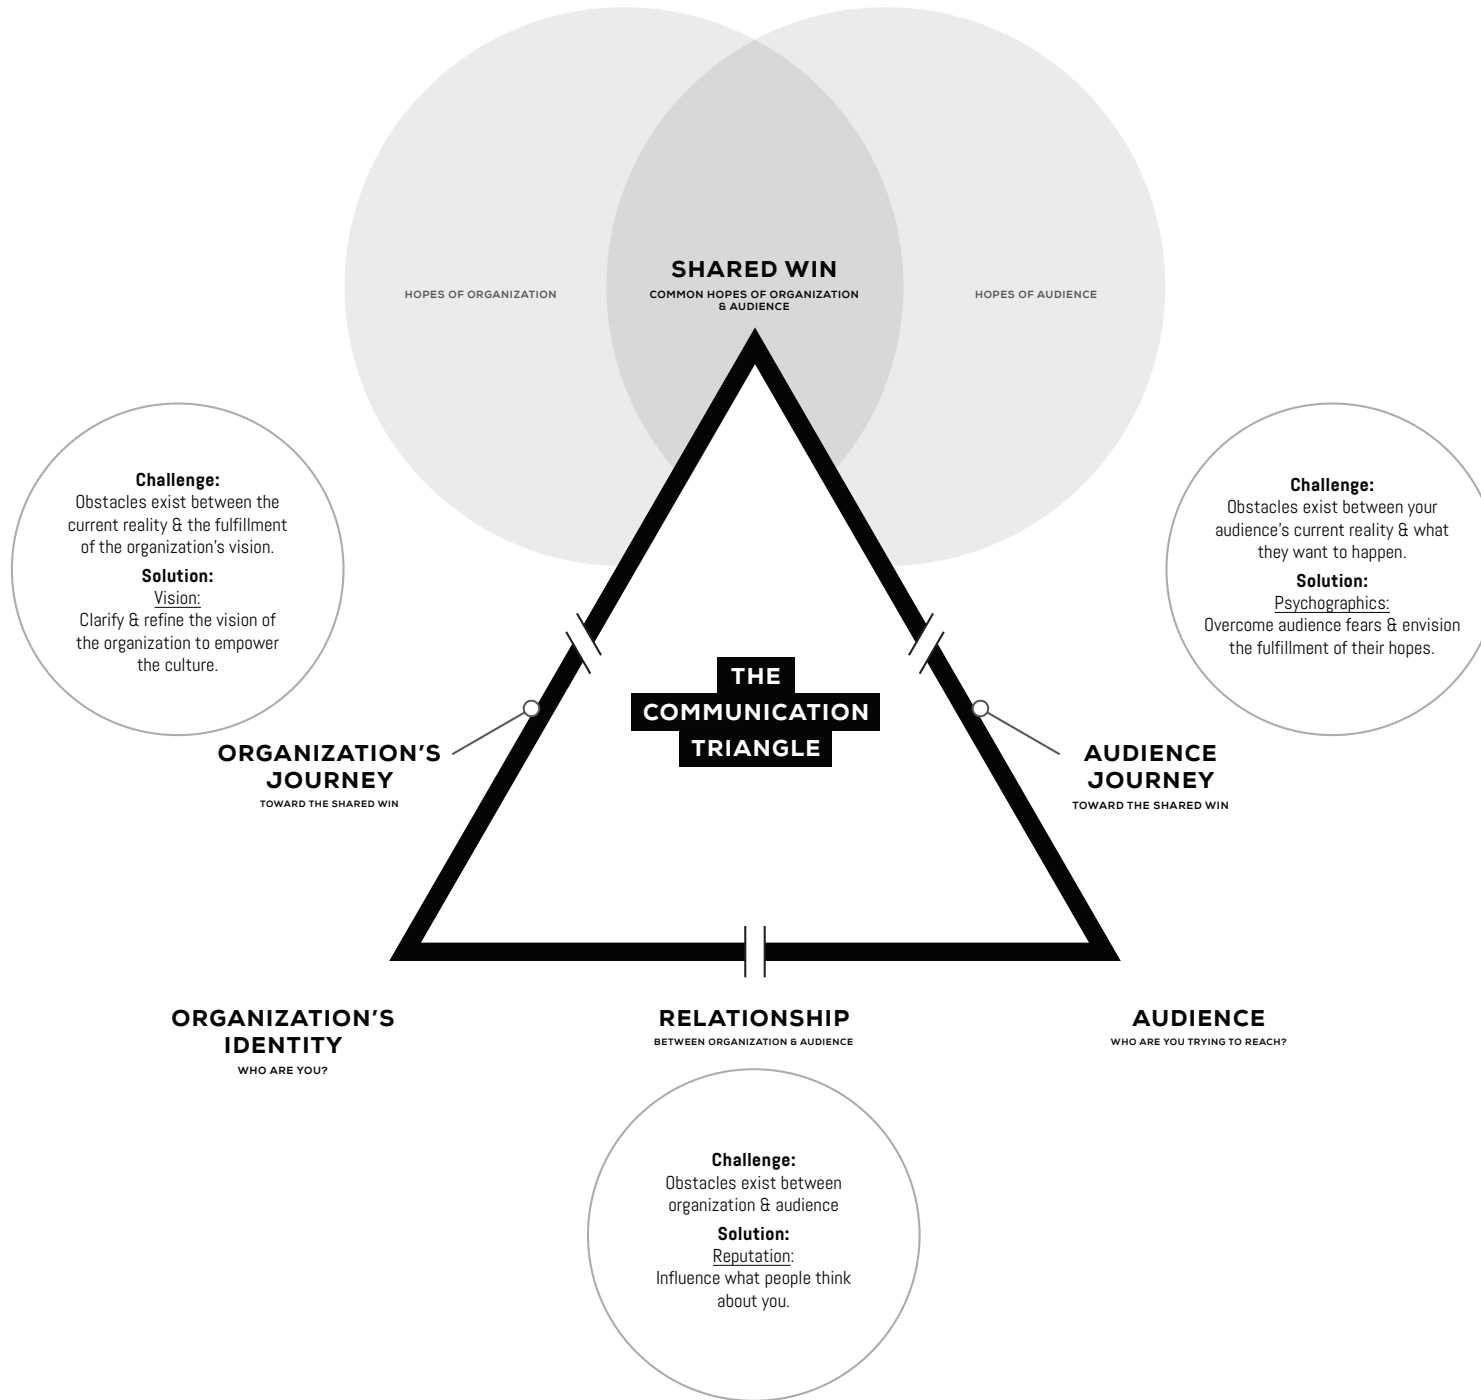 SHARED WIN
HOPES OF ORGANIZATION
COMMON HOPES OF ORGANIZATION
& AUDIENCE
HOPES OF AUDIENCE
Challenge:
Obstacles exist between the
current reality & the fulfillment
of the organization's vision.
Solution:
Vision:
Clarify & refine the vision of
the organization to empower
the culture.
Challenge:
Obstacles exist between your
audience's current reality & what
they want to happen.
Solution:
Psychographics:
Overcome audience fears & envision
the fulfillment of their hopes.
THE
COMMUNICATION
TRIANGLE
ORGANIZATION'S
JOURNEY
TOWARD THE SHARED WIN
AUDIENCE
JOURNEY
TOWARD THE SHARED WIN
ORGANIZATION'S
IDENTITY
WHO ARE YOU?
RELATIONSHIP
BETWEEN ORGANIZATION & AUDIENCE
AUDIENCE
WHO ARE YOU TRYING TO REACH?
Challenge:
Obstacles exist between
organization & audience
Solution:
Reputation:
Influence what people think
about you.